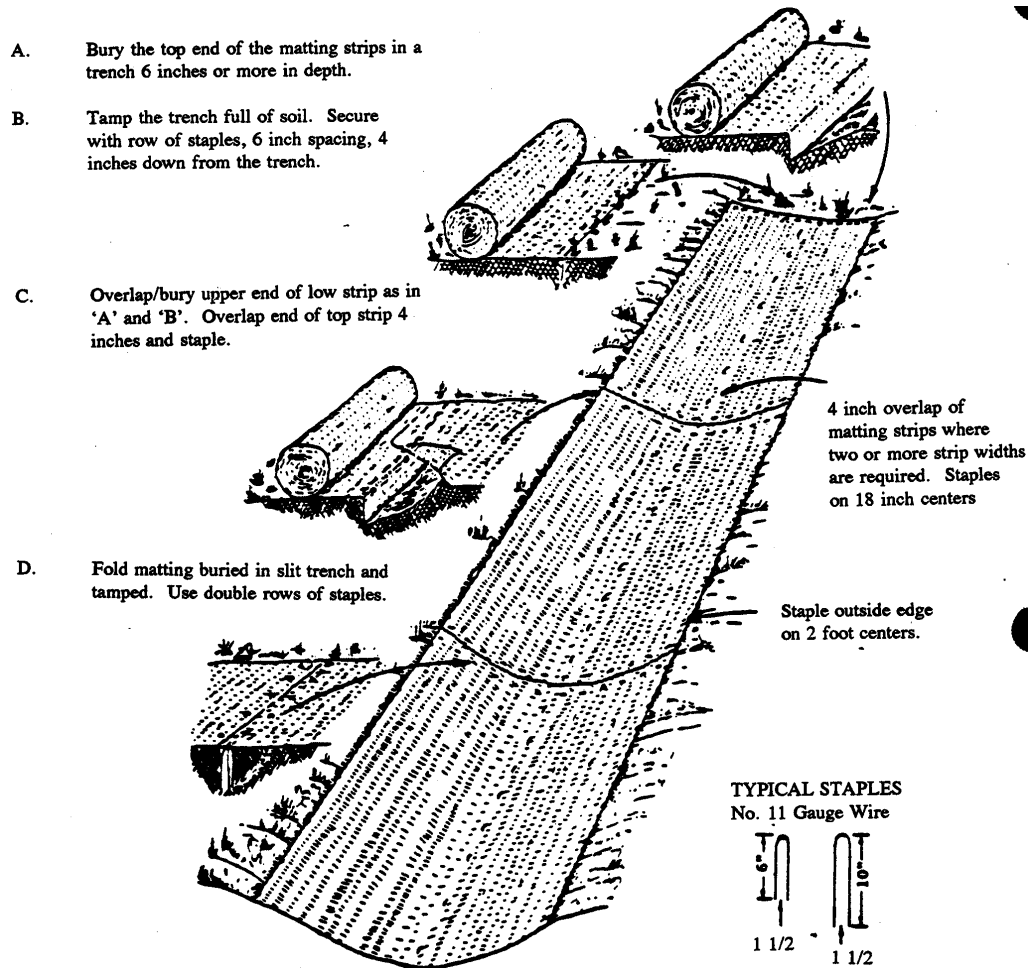 A. Bury the top end of the matting strips in a
trench 6 inches or more in depth.
B. Tamp the trench full of soil. Secure
with row of staples, 6 inch spacing, 4
inches down from the trench.
C. Overlap/bury upper end of low strip as in
‘A’ and ‘B’. Overlap end of top strip 4
inches and staple.
4 inch overlap of
matting strips where
two or more strip widths
are required. Staples
on 18 inch centers
D. Fold matting buried in slit trench and
tamped. Use double rows of staples.
Staple outside edge
on 2 foot centers.
TYPICAL STAPLES
No. 11 Gauge Wire
6"
10"
1 1/2
1 1/2